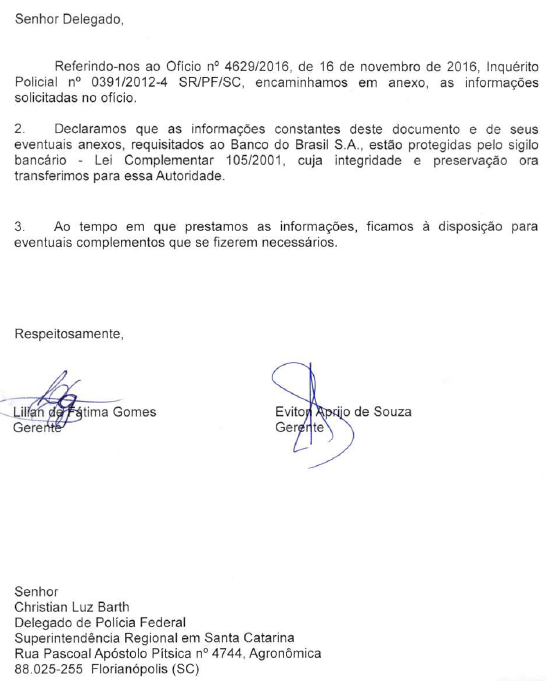 Senhor Delegado,
Referindo-nos ao Oficio nº 4629/2016, de 16 de novembro de 2016, Inquérito
Policial nº 0391/2012-4 SR/PF/SC, encaminhamos em anexo, as informações
solicitadas no ofício.
2. Declaramos que as informações constantes deste documento e de seus
eventuais anexos, requisitados ao Banco do Brasil S.A., estão protegidas pelo sigilo
bancário - Lei Complementar 105/2001, cuja integridade e preservação ora
transferimos para essa Autoridade.
3. Ao tempo em que prestamos as informações, ficamos à disposição para
eventuais complementos que se fizerem necessários.
Respeitosamente,
Lilian de Fátima Gomes
Gerente
Eviton Aprijo de Souza
Gerente
Senhor
Christian Luz Barth
Delegado de Polícia Federal
Superintendência Regional em Santa Catarina
Rua Pascoal Apóstolo Pítsica nº 4744, Agronômica
88.025-255 Florianópolis (SC)